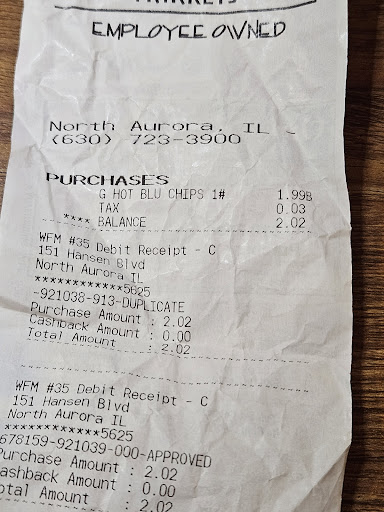 EMPLOYEE OWNED
North Aurora, IL
(630) 723-3900
PURCHASES
G HOT BLU CHIPS 1# 1.99B
TAX 0.03
**** BALANCE 2.02
WFM #35 Debit Receipt - C
151 Hansen Blvd
North Aurora IL
************5625
-921038-913-DUPLICATE
Purchase Amount : 2.02
Cashback Amount : 0.00
Total Amount : 2.02
WFM #35 Debit Receipt - C
151 Hansen Blvd
North Aurora IL
************5625
678159-921039-000-APPROVED
Purchase Amount : 2.02
ashback Amount : 0.00
otal Amount : 2.02